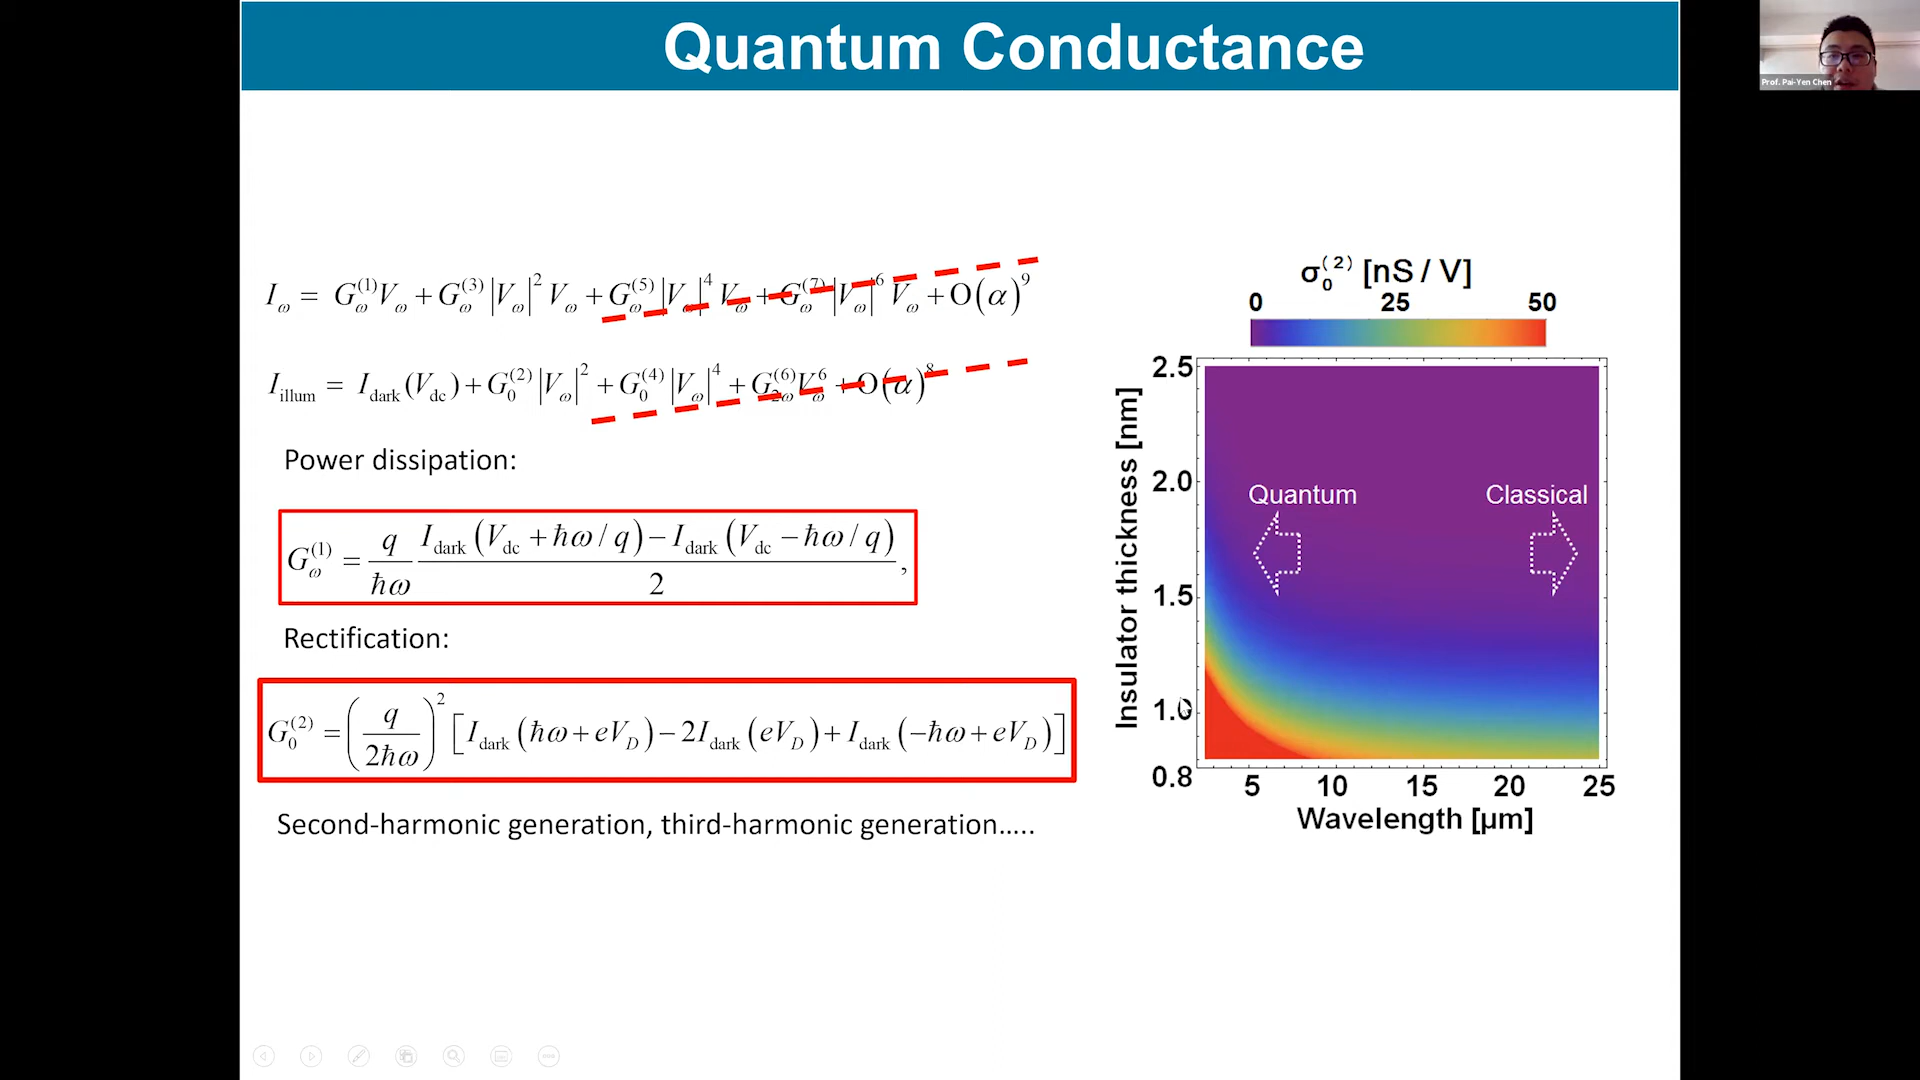 Quantum Conductance
Prof. Pai-Yen Chen
I_ω = G_ω^(1) V_ω + G_ω^(3) |V_ω|^2 V_ω + G_ω^(5) |V_ω|^4 V_ω + G_ω^(7) |V_ω|^6 V_ω + O(α)^9
I_illum = I_dark (V_dc) + G_0^(2) |V_ω|^2 + G_0^(4) |V_ω|^4 + G_2ω^(6) V_ω^6 + O(α)^8
Power dissipation:
G_ω^(1) = q/ħω (I_dark (V_dc + ħω / q) − I_dark (V_dc − ħω / q))/2 ,
Rectification:
G_0^(2) = (q/2ħω)^2 [I_dark (ħω + eV_D) − 2I_dark (eV_D) + I_dark (−ħω + eV_D)]
Second-harmonic generation, third-harmonic generation…..
σ_0^(2) [nS / V]
0 25 50
Insulator thickness [nm]
2.5
2.0
1.5
1.0
0.8
Quantum Classical
5 10 15 20 25
Wavelength [µm]